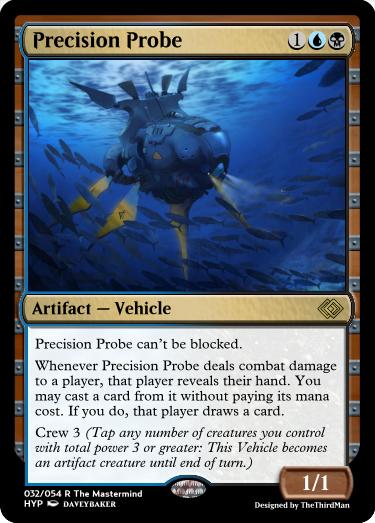 Precision Probe 1
Artifact — Vehicle
Precision Probe can't be blocked.
Whenever Precision Probe deals combat damage
to a player, that player reveals their hand. You
may cast a card from it without paying its mana
cost. If you do, that player draws a card.
Crew 3 (Tap any number of creatures you control
with total power 3 or greater: This Vehicle becomes
an artifact creature until end of turn.)
1/1
032/054 R The Mastermind
HYP DAVEYBAKER
Designed by TheThirdMan